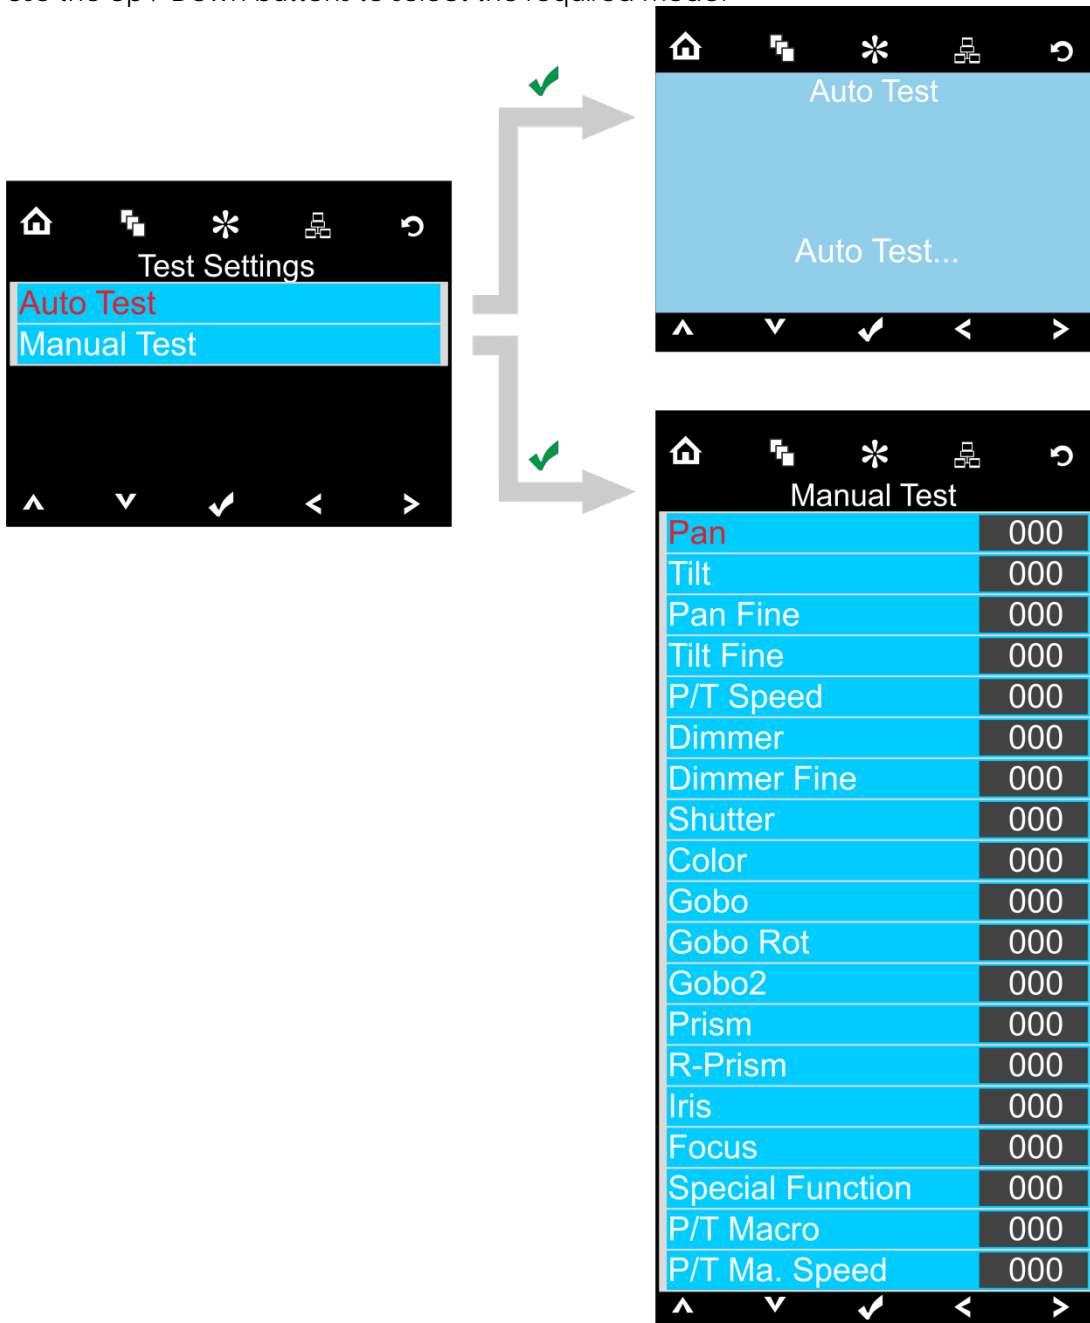 Test Settings
Auto Test
Manual Test
Auto Test
Auto Test...
Manual Test
Pan 000
Tilt 000
Pan Fine 000
Tilt Fine 000
P/T Speed 000
Dimmer 000
Dimmer Fine 000
Shutter 000
Color 000
Gobo 000
Gobo Rot 000
Gobo2 000
Prism 000
R-Prism 000
Iris 000
Focus 000
Special Function 000
P/T Macro 000
P/T Ma. Speed 000